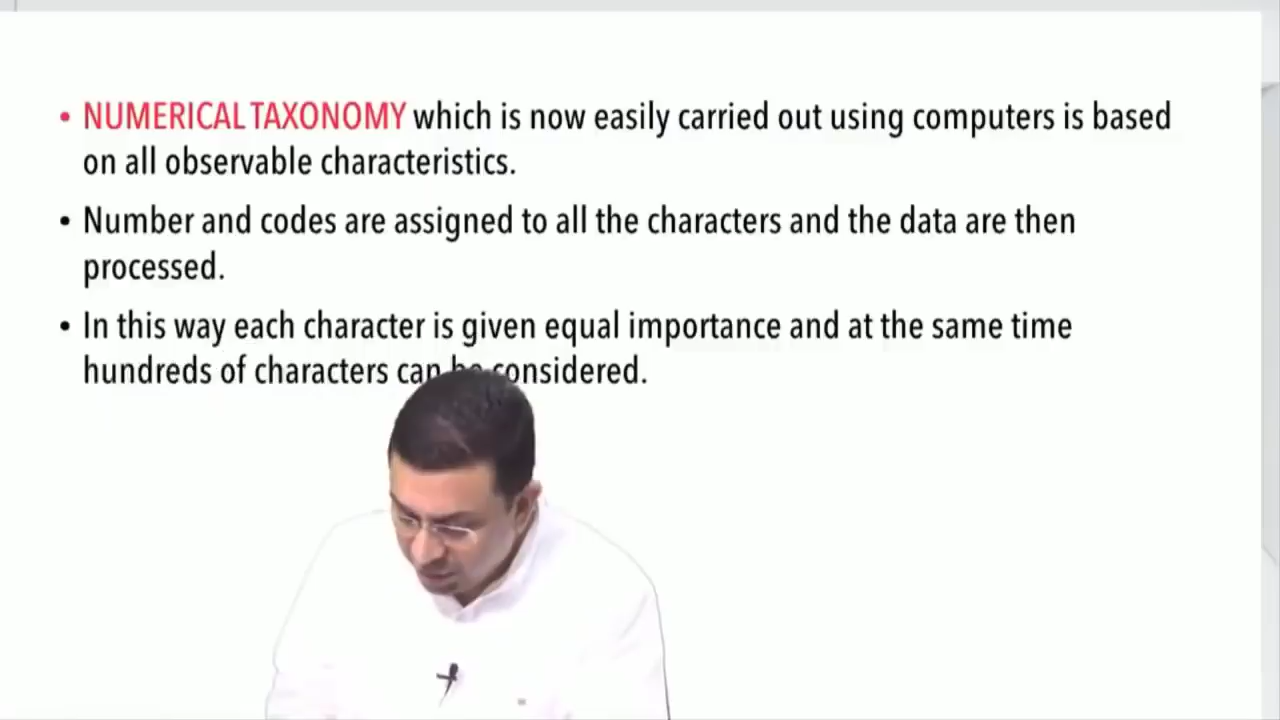 • NUMERICAL TAXONOMY which is now easily carried out using computers is based
on all observable characteristics.
• Number and codes are assigned to all the characters and the data are then
processed.
• In this way each character is given equal importance and at the same time
hundreds of characters can be considered.